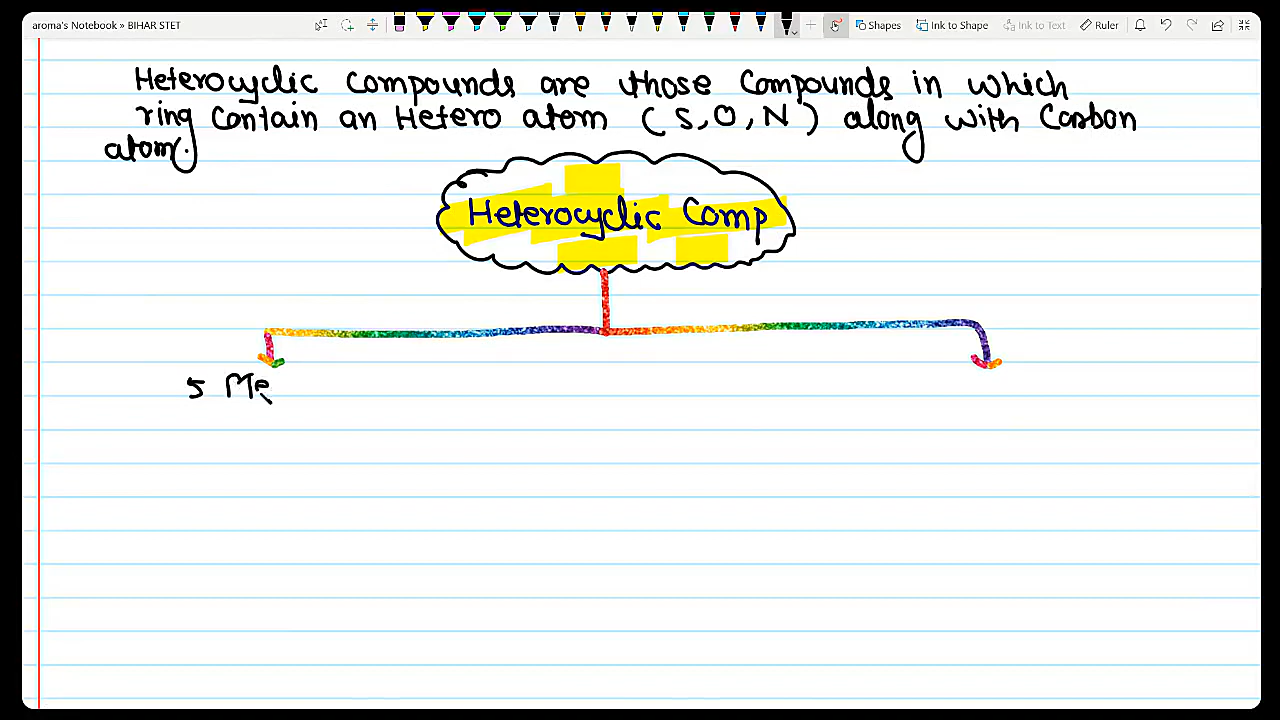 aroma's Notebook » BIHAR STET
Shapes
Ink to Shape
Ink to Text
Ruler
Heterocyclic Compounds are those Compounds in which
ring Contain an Hetero atom (S,O,N) along with Carbon
atom.
Heterocyclic Comp
5 Me